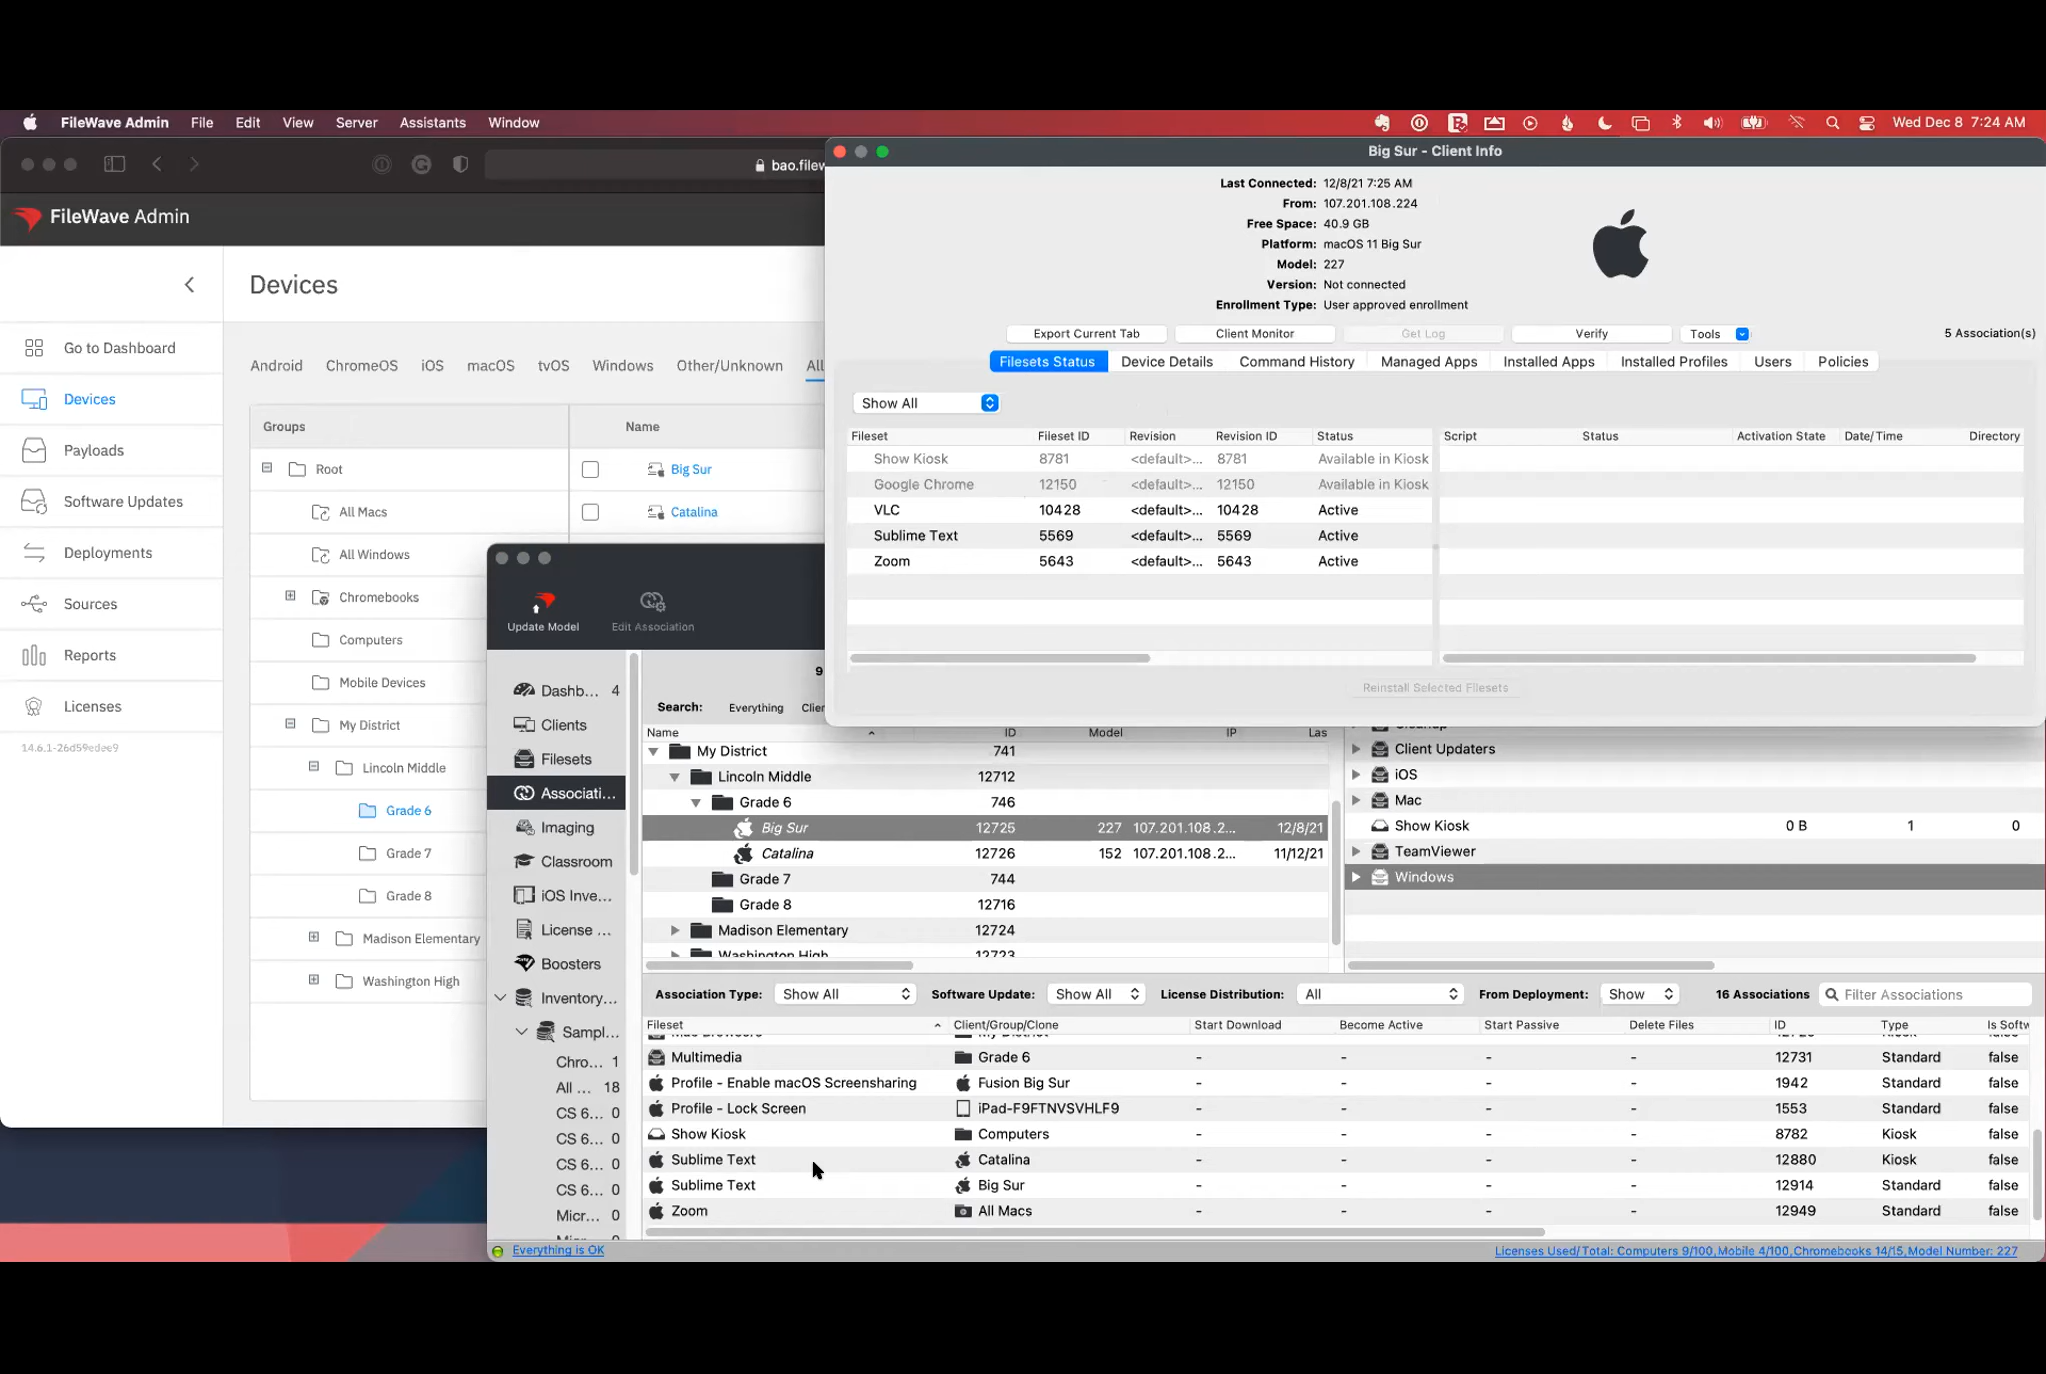 FileWave Admin File Edit View Server Assistants Window Wed Dec 8 7:24 AM
bao.filew
FileWave Admin
Devices
Go to Dashboard
Devices
Payloads
Software Updates
Deployments
Sources
Reports
Licenses
14.6.1-26d59edee9
Android ChromeOS iOS macOS tvOS Windows Other/Unknown All
Groups Name
Root Big Sur
All Macs Catalina
All Windows
Chromebooks
Computers
Mobile Devices
My District
Lincoln Middle
Grade 6
Grade 7
Grade 8
Madison Elementary
Washington High
Big Sur - Client Info
Last Connected: 12/8/21 7:25 AM
From: 107.201.108.224
Free Space: 40.9 GB
Platform: macOS 11 Big Sur
Model: 227
Version: Not connected
Enrollment Type: User approved enrollment
Export Current Tab Client Monitor Get Log Verify Tools 5 Association(s)
Filesets Status Device Details Command History Managed Apps Installed Apps Installed Profiles Users Policies
Show All
Fileset Fileset ID Revision Revision ID Status Script Status Activation State Date/Time Directory
Show Kiosk 8781 <default>... 8781 Available in Kiosk
Google Chrome 12150 <default>... 12150 Available in Kiosk
VLC 10428 <default>... 10428 Active
Sublime Text 5569 <default>... 5569 Active
Zoom 5643 <default>... 5643 Active
Reinstall Selected Filesets
Update Model Edit Association
Dashb... 4
Clients
Filesets
Associati...
Imaging
Classroom
iOS Inve...
License ...
Boosters
Inventory...
Sampl...
Chro... 1
All ... 18
CS 6... 0
CS 6... 0
CS 6... 0
CS 6... 0
Micr... 0
9
Search: Everything Clien
Name ID Model IP Las
My District 741
Lincoln Middle 12712
Grade 6 746
Big Sur 12725 227 107.201.108.2... 12/8/21
Catalina 12726 152 107.201.108.2... 11/12/21
Grade 7 744
Grade 8 12716
Madison Elementary 12724
Washington High 12723
Client Updaters
iOS
Mac
Show Kiosk 0 B 1 0
TeamViewer
Windows
Association Type: Show All Software Update: Show All License Distribution: All From Deployment: Show 16 Associations Filter Associations
Fileset Client/Group/Clone Start Download Become Active Start Passive Delete Files ID Type Is Softw
Multimedia Grade 6 - - - - 12731 Standard false
Profile - Enable macOS Screensharing Fusion Big Sur - - - - 1942 Standard false
Profile - Lock Screen iPad-F9FTNVSVHLF9 - - - - 1553 Standard false
Show Kiosk Computers - - - - 8782 Kiosk false
Sublime Text Catalina - - - - 12880 Kiosk false
Sublime Text Big Sur - - - - 12914 Standard false
Zoom All Macs - - - - 12949 Standard false
Everything is OK Licenses Used/Total: Computers 9/100,Mobile 4/100,Chromebooks 14/15,Model Number: 227